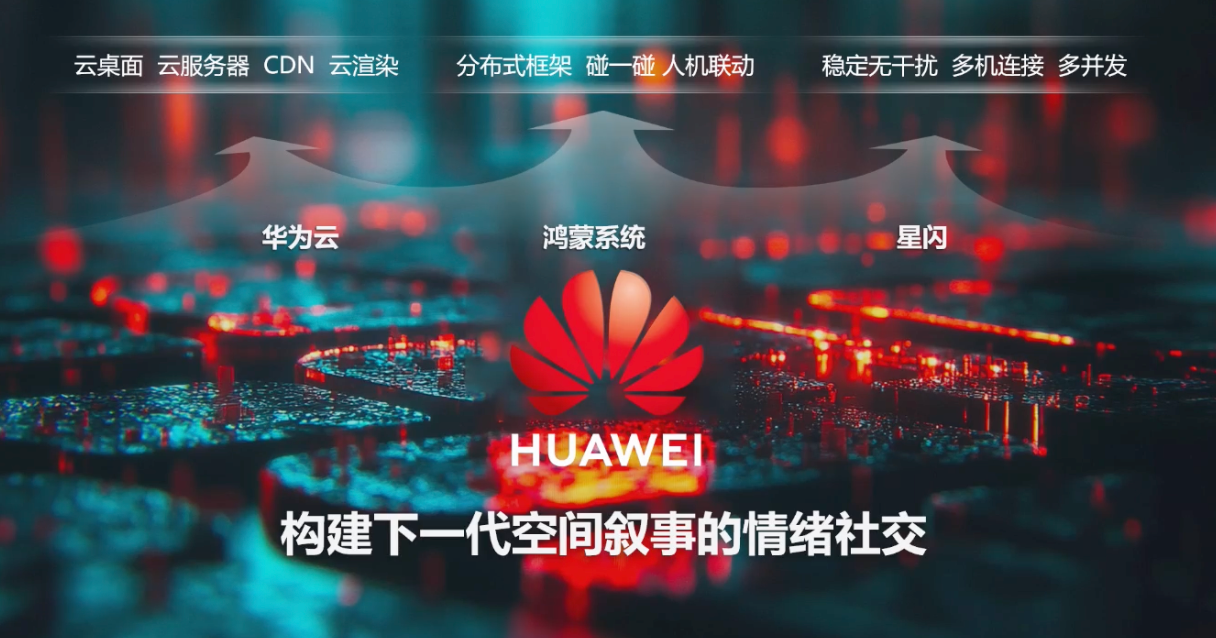 云桌面 云服务器 CDN 云渲染
分布式框架 碰一碰 人机联动
稳定无干扰 多机连接 多并发
华为云
鸿蒙系统
星闪
HUAWEI
构建下一代空间叙事的情绪社交